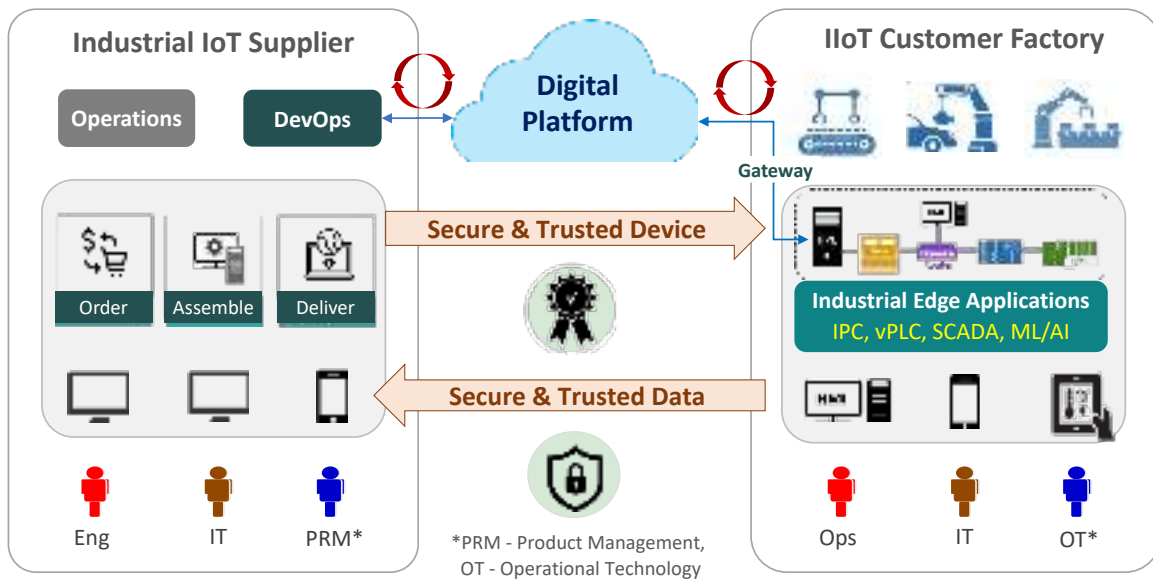 Industrial IoT Supplier
Operations
DevOps
Digital
Platform
IIoT Customer Factory
Gateway
Order
Assemble
Deliver
Secure & Trusted Device
HMI
Industrial Edge Applications
IPC, vPLC, SCADA, ML/AI
Secure & Trusted Data
HMI
Eng
IT
PRM*
*PRM - Product Management,
OT - Operational Technology
Ops
IT
OT*